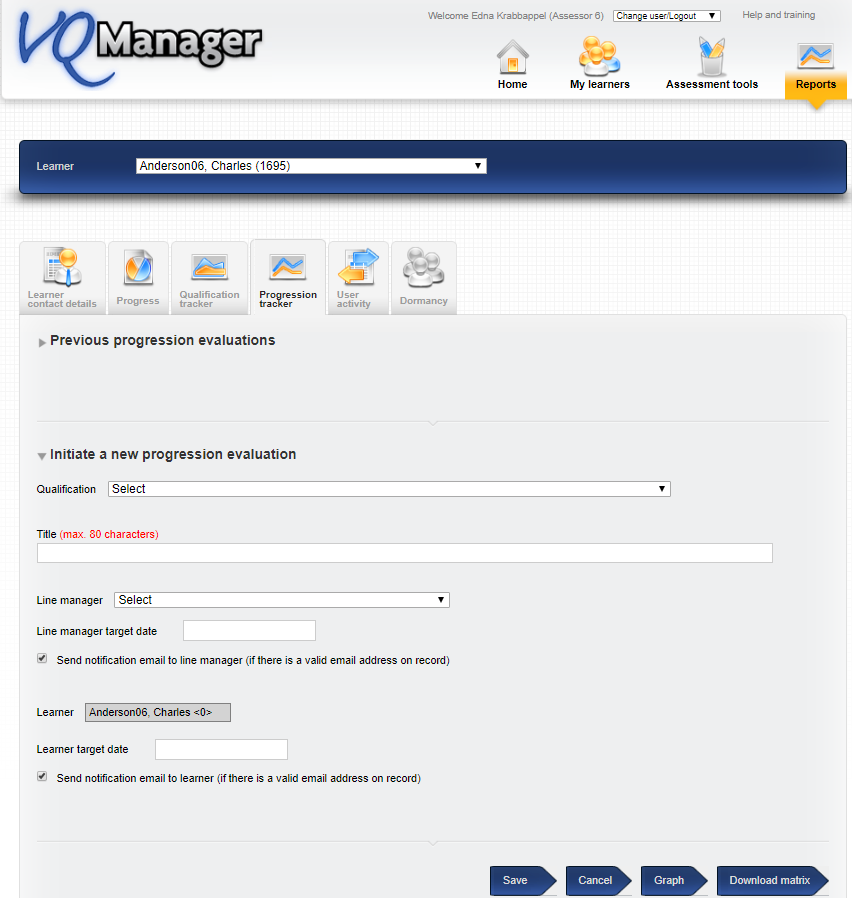 VQManager
Welcome Edna Krabbappel (Assessor 6) Change user/Logout Help and training
Home My learners Assessment tools Reports
Learner Anderson06, Charles (1695)
Learner contact details
Progress
Qualification tracker
Progression tracker
User activity
Dormancy
Previous progression evaluations
Initiate a new progression evaluation
Qualification Select
Title (max. 80 characters)
Line manager Select
Line manager target date
Send notification email to line manager (if there is a valid email address on record)
Learner Anderson06, Charles <0>
Learner target date
Send notification email to learner (if there is a valid email address on record)
Save Cancel Graph Download matrix